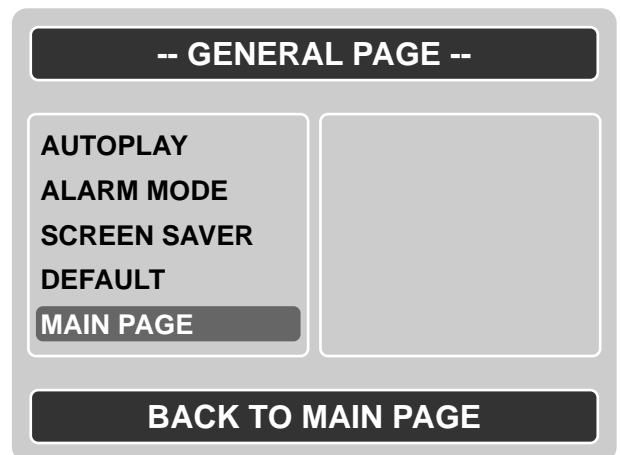 -- GENERAL PAGE --
AUTOPLAY
ALARM MODE
SCREEN SAVER
DEFAULT
MAIN PAGE
BACK TO MAIN PAGE